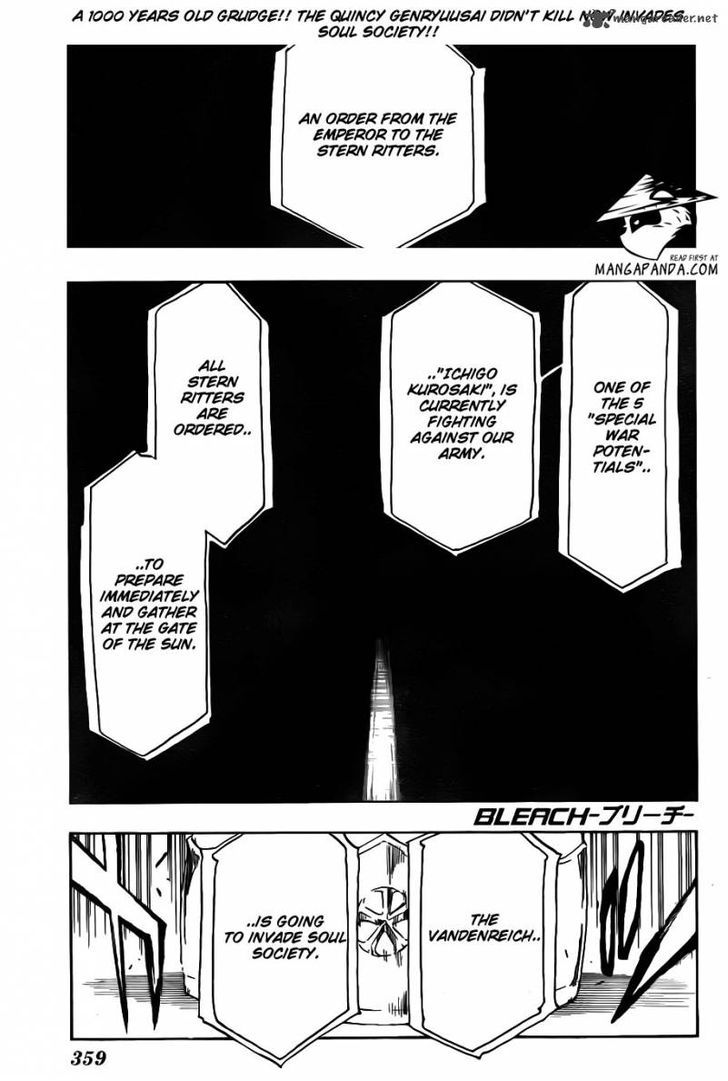 A 1000 YEARS OLD GRUDGE!! THE QUINCY GENRYUUSAI DIDN'T KILL NOW INVADES
SOUL SOCIETY!!
AN ORDER FROM THE
EMPEROR TO THE
STERN RITTERS.
READ FIRST AT
MANGAPANDA.COM
ONE OF
THE 5
"SPECIAL
WAR
POTEN-
TIALS"..
.."ICHIGO
KUROSAKI", IS
CURRENTLY
FIGHTING
AGAINST OUR
ARMY.
ALL
STERN
RITTERS
ARE
ORDERED..
..TO
PREPARE
IMMEDIATELY
AND GATHER
AT THE GATE
OF THE SUN.
BLEACH-ブリーチ-
THE
VANDENREICH..
..IS GOING
TO INVADE SOUL
SOCIETY.
359